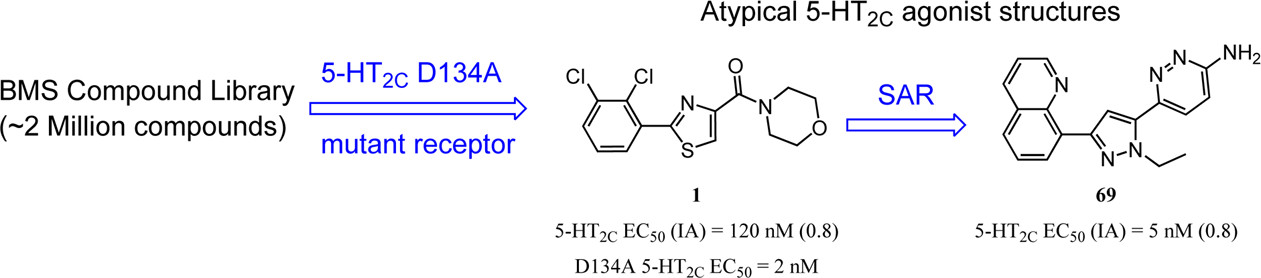 Atypical 5-HT2C agonist structures
BMS Compound Library
(~2 Million compounds)
5-HT2C D134A
mutant receptor
Cl
Cl
O
N
N
S
O
1
5-HT2C EC50 (IA) = 120 nM (0.8)
D134A 5-HT2C EC50 = 2 nM
SAR
N
N
N
NH2
N
N
69
5-HT2C EC50 (IA) = 5 nM (0.8)